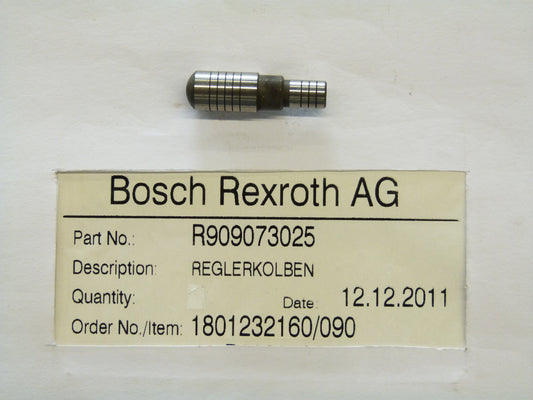 Bosch Rexroth AG
Part No.: R909073025
Description: REGLERKOLBEN
Quantity: Date: 12.12.2011
Order No./Item: 1801232160/090